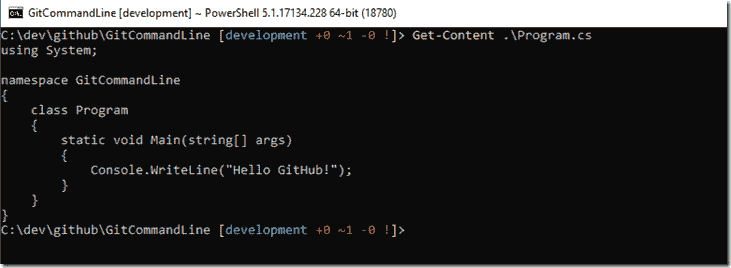 GitCommandLine [development] ~ PowerShell 5.1.17134.228 64-bit (18780)
C:\dev\github\GitCommandLine [development +0 ~1 -0 !]> Get-Content .\Program.cs
using System;

namespace GitCommandLine
{
    class Program
    {
        static void Main(string[] args)
        {
            Console.WriteLine("Hello GitHub!");
        }
    }
}
C:\dev\github\GitCommandLine [development +0 ~1 -0 !]>